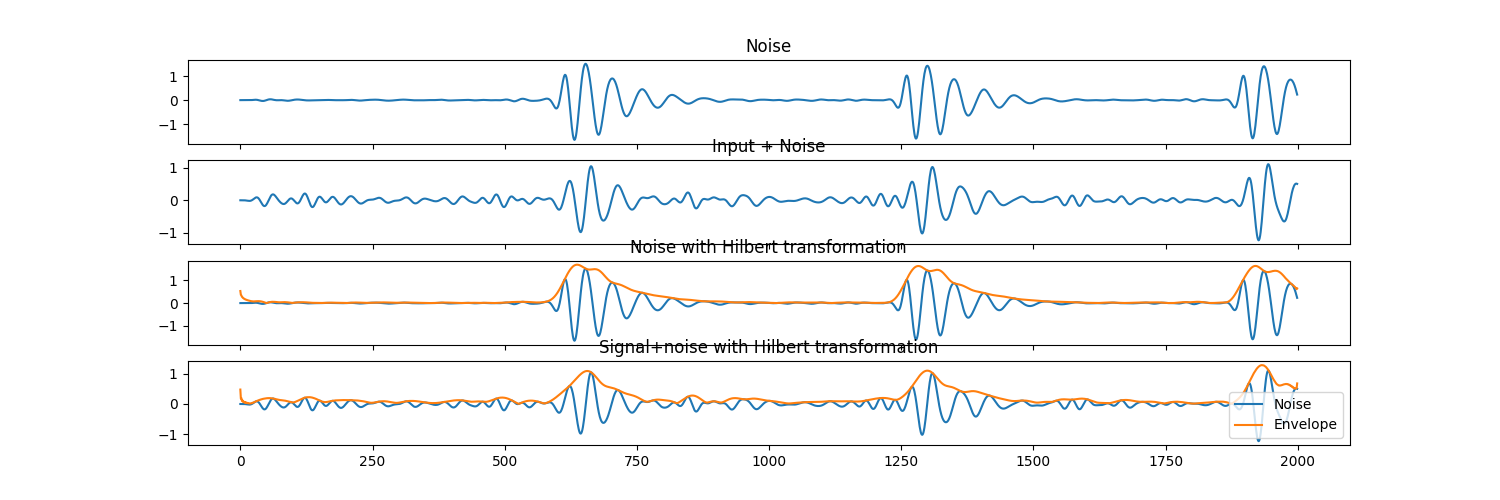 Noise
1
0
−1
Input + Noise
1
0
−1
Noise with Hilbert transformation
1
0
−1
Signal+noise with Hilbert transformation
1
0
−1
Noise
Envelope
0 250 500 750 1000 1250 1500 1750 2000